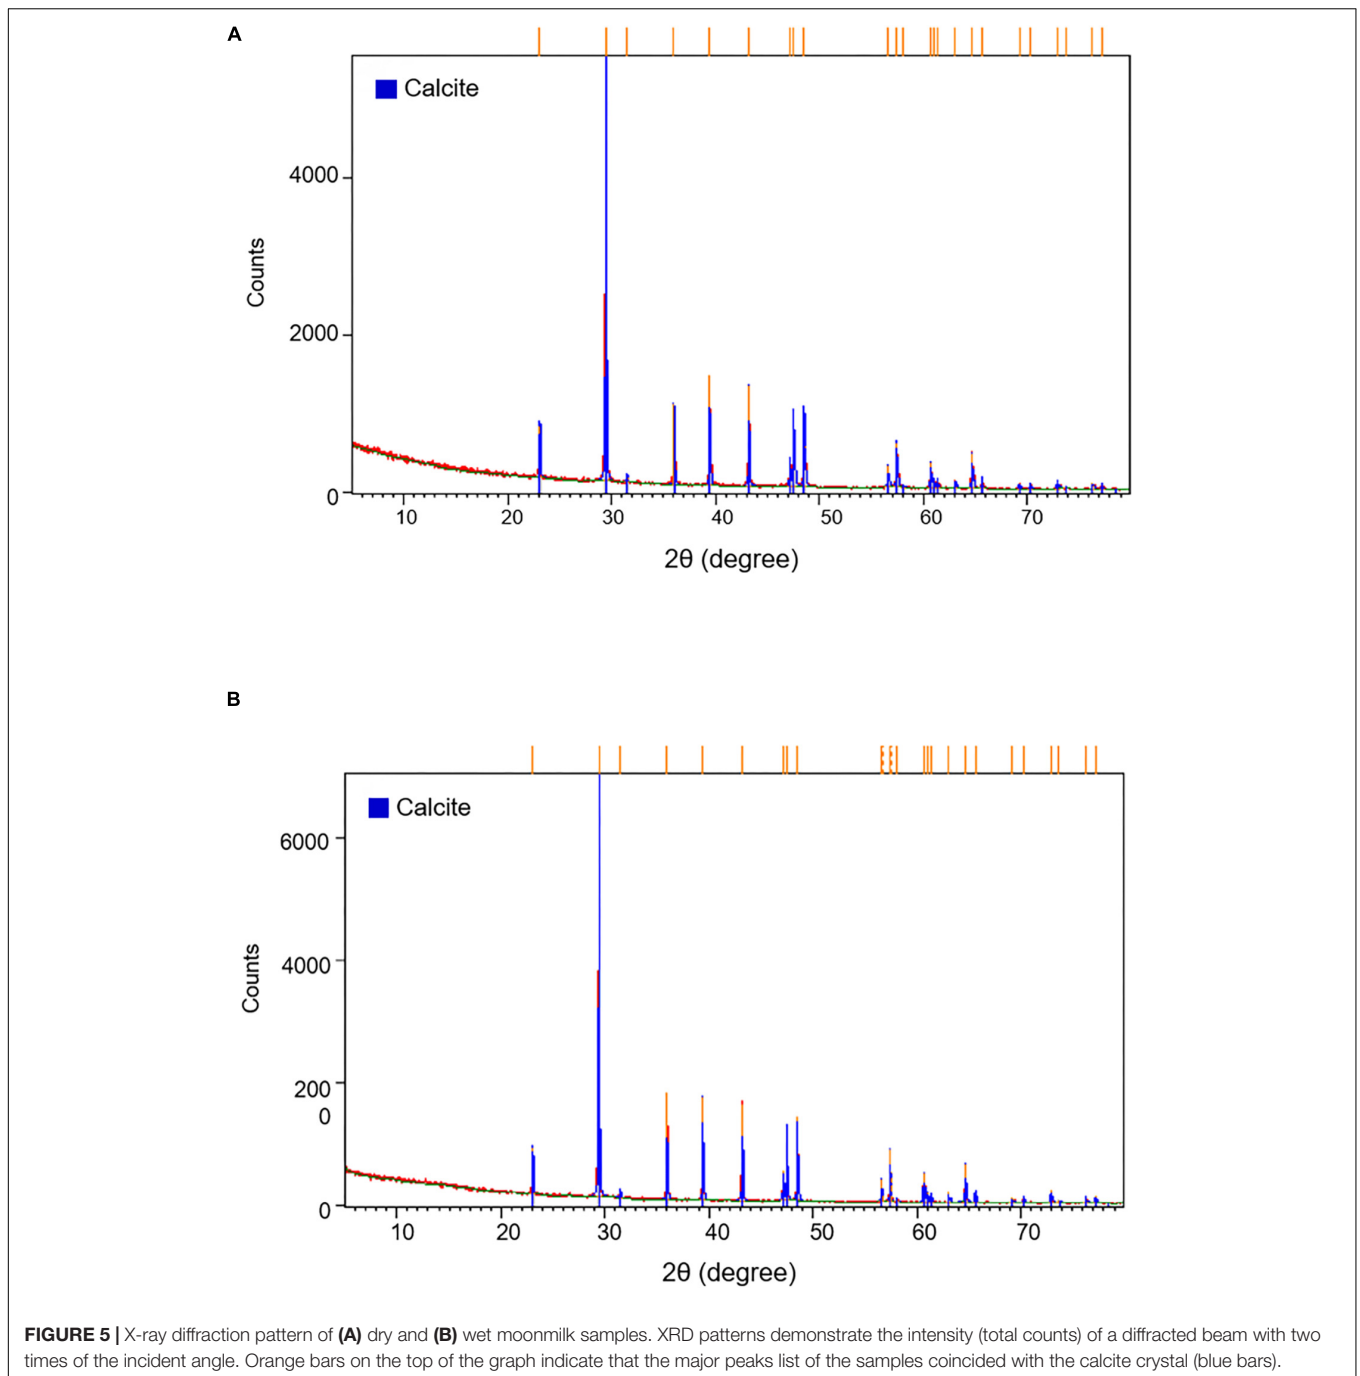 A
Calcite
4000
2000
0
Counts
10 20 30 40 50 60 70
2θ (degree)
B
Calcite
6000
4000
200
0
0
Counts
10 20 30 40 50 60 70
2θ (degree)
FIGURE 5 | X-ray diffraction pattern of (A) dry and (B) wet moonmilk samples. XRD patterns demonstrate the intensity (total counts) of a diffracted beam with two
times of the incident angle. Orange bars on the top of the graph indicate that the major peaks list of the samples coincided with the calcite crystal (blue bars).